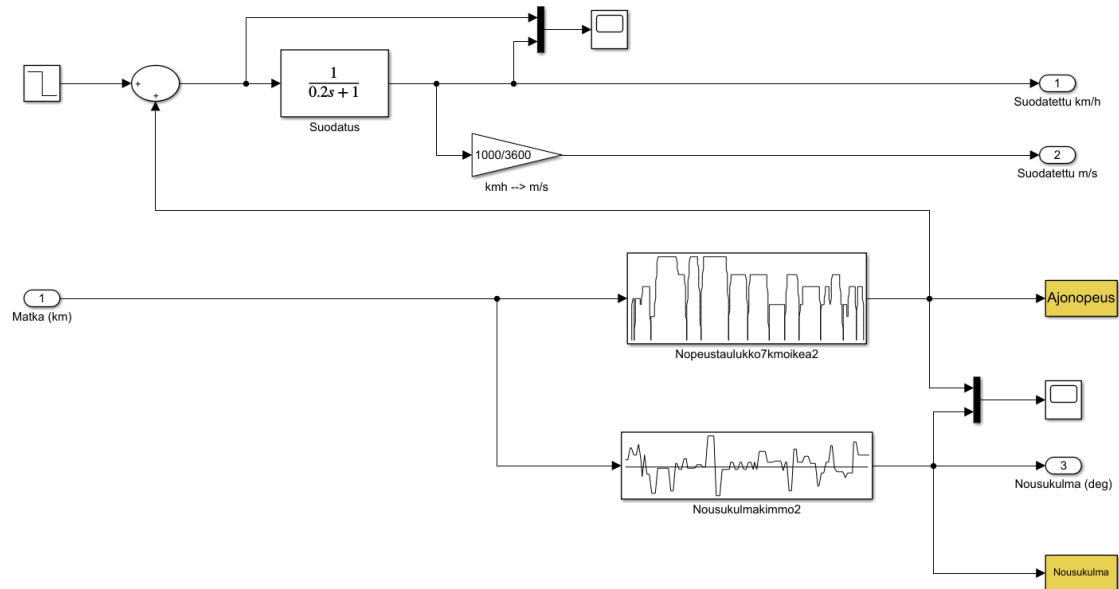 +
+
1
0.2s + 1
Suodatus
1
Suodatettu km/h
1000/3600
kmh --> m/s
2
Suodatettu m/s
1
Matka (km)
Nopeustaulukko7kmoikea2
Ajonopeus
Nousukulmakimmo2
3
Nousukulma (deg)
Nousukulma